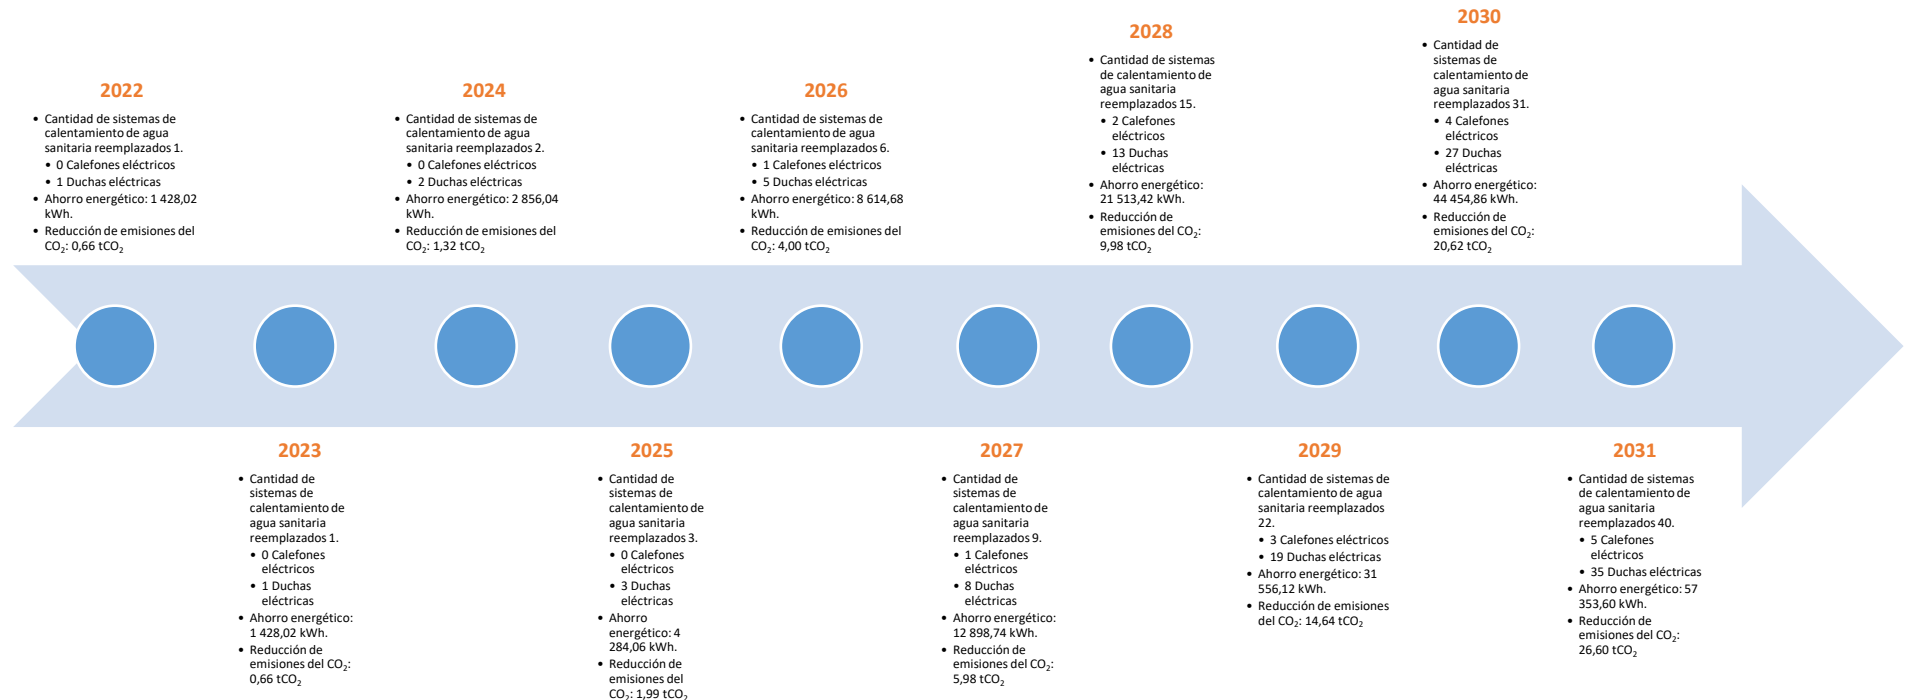 2022
• Cantidad de sistemas de
calentamiento de agua
sanitaria reemplazados 1.
• 0 Calefones eléctricos
• 1 Duchas eléctricas
• Ahorro energético: 1 428,02
kWh.
• Reducción de emisiones del
CO₂: 0,66 tCO₂
2023
• Cantidad de
sistemas de
calentamiento de
agua sanitaria
reemplazados 1.
• 0 Calefones
eléctricos
• 1 Duchas
eléctricas
• Ahorro energético:
1 428,02 kWh.
• Reducción de
emisiones del CO₂:
0,66 tCO₂
2024
• Cantidad de sistemas de
calentamiento de agua
sanitaria reemplazados 2.
• 0 Calefones eléctricos
• 2 Duchas eléctricas
• Ahorro energético: 2 856,04
kWh.
• Reducción de emisiones del
CO₂: 1,32 tCO₂
2025
• Cantidad de
sistemas de
calentamiento de
agua sanitaria
reemplazados 3.
• 0 Calefones
eléctricos
• 3 Duchas
eléctricas
• Ahorro
energético: 4
284,06 kWh.
• Reducción de
emisiones del
CO₂: 1,99 tCO₂
2026
• Cantidad de sistemas de
calentamiento de agua
sanitaria reemplazados 6.
• 1 Calefones eléctricos
• 5 Duchas eléctricas
• Ahorro energético: 8 614,68
kWh.
• Reducción de emisiones del
CO₂: 4,00 tCO₂
2027
• Cantidad de
sistemas de
calentamiento de
agua sanitaria
reemplazados 9.
• 1 Calefones
eléctricos
• 8 Duchas
eléctricas
• Ahorro energético:
12 898,74 kWh.
• Reducción de
emisiones del CO₂:
5,98 tCO₂
2028
• Cantidad de sistemas
de calentamiento de
agua sanitaria
reemplazados 15.
• 2 Calefones
eléctricos
• 13 Duchas
eléctricas
• Ahorro energético:
21 513,42 kWh.
• Reducción de
emisiones del CO₂:
9,98 tCO₂
2029
• Cantidad de sistemas de
calentamiento de agua
sanitaria reemplazados
22.
• 3 Calefones eléctricos
• 19 Duchas eléctricas
• Ahorro energético: 31
556,12 kWh.
• Reducción de emisiones
del CO₂: 14,64 tCO₂
2030
• Cantidad de
sistemas de
calentamiento de
agua sanitaria
reemplazados 31.
• 4 Calefones
eléctricos
• 27 Duchas
eléctricas
• Ahorro energético:
44 454,86 kWh.
• Reducción de
emisiones del CO₂:
20,62 tCO₂
2031
• Cantidad de sistemas
de calentamiento de
agua sanitaria
reemplazados 40.
• 5 Calefones
eléctricos
• 35 Duchas eléctricas
• Ahorro energético: 57
353,60 kWh.
• Reducción de
emisiones del CO₂:
26,60 tCO₂